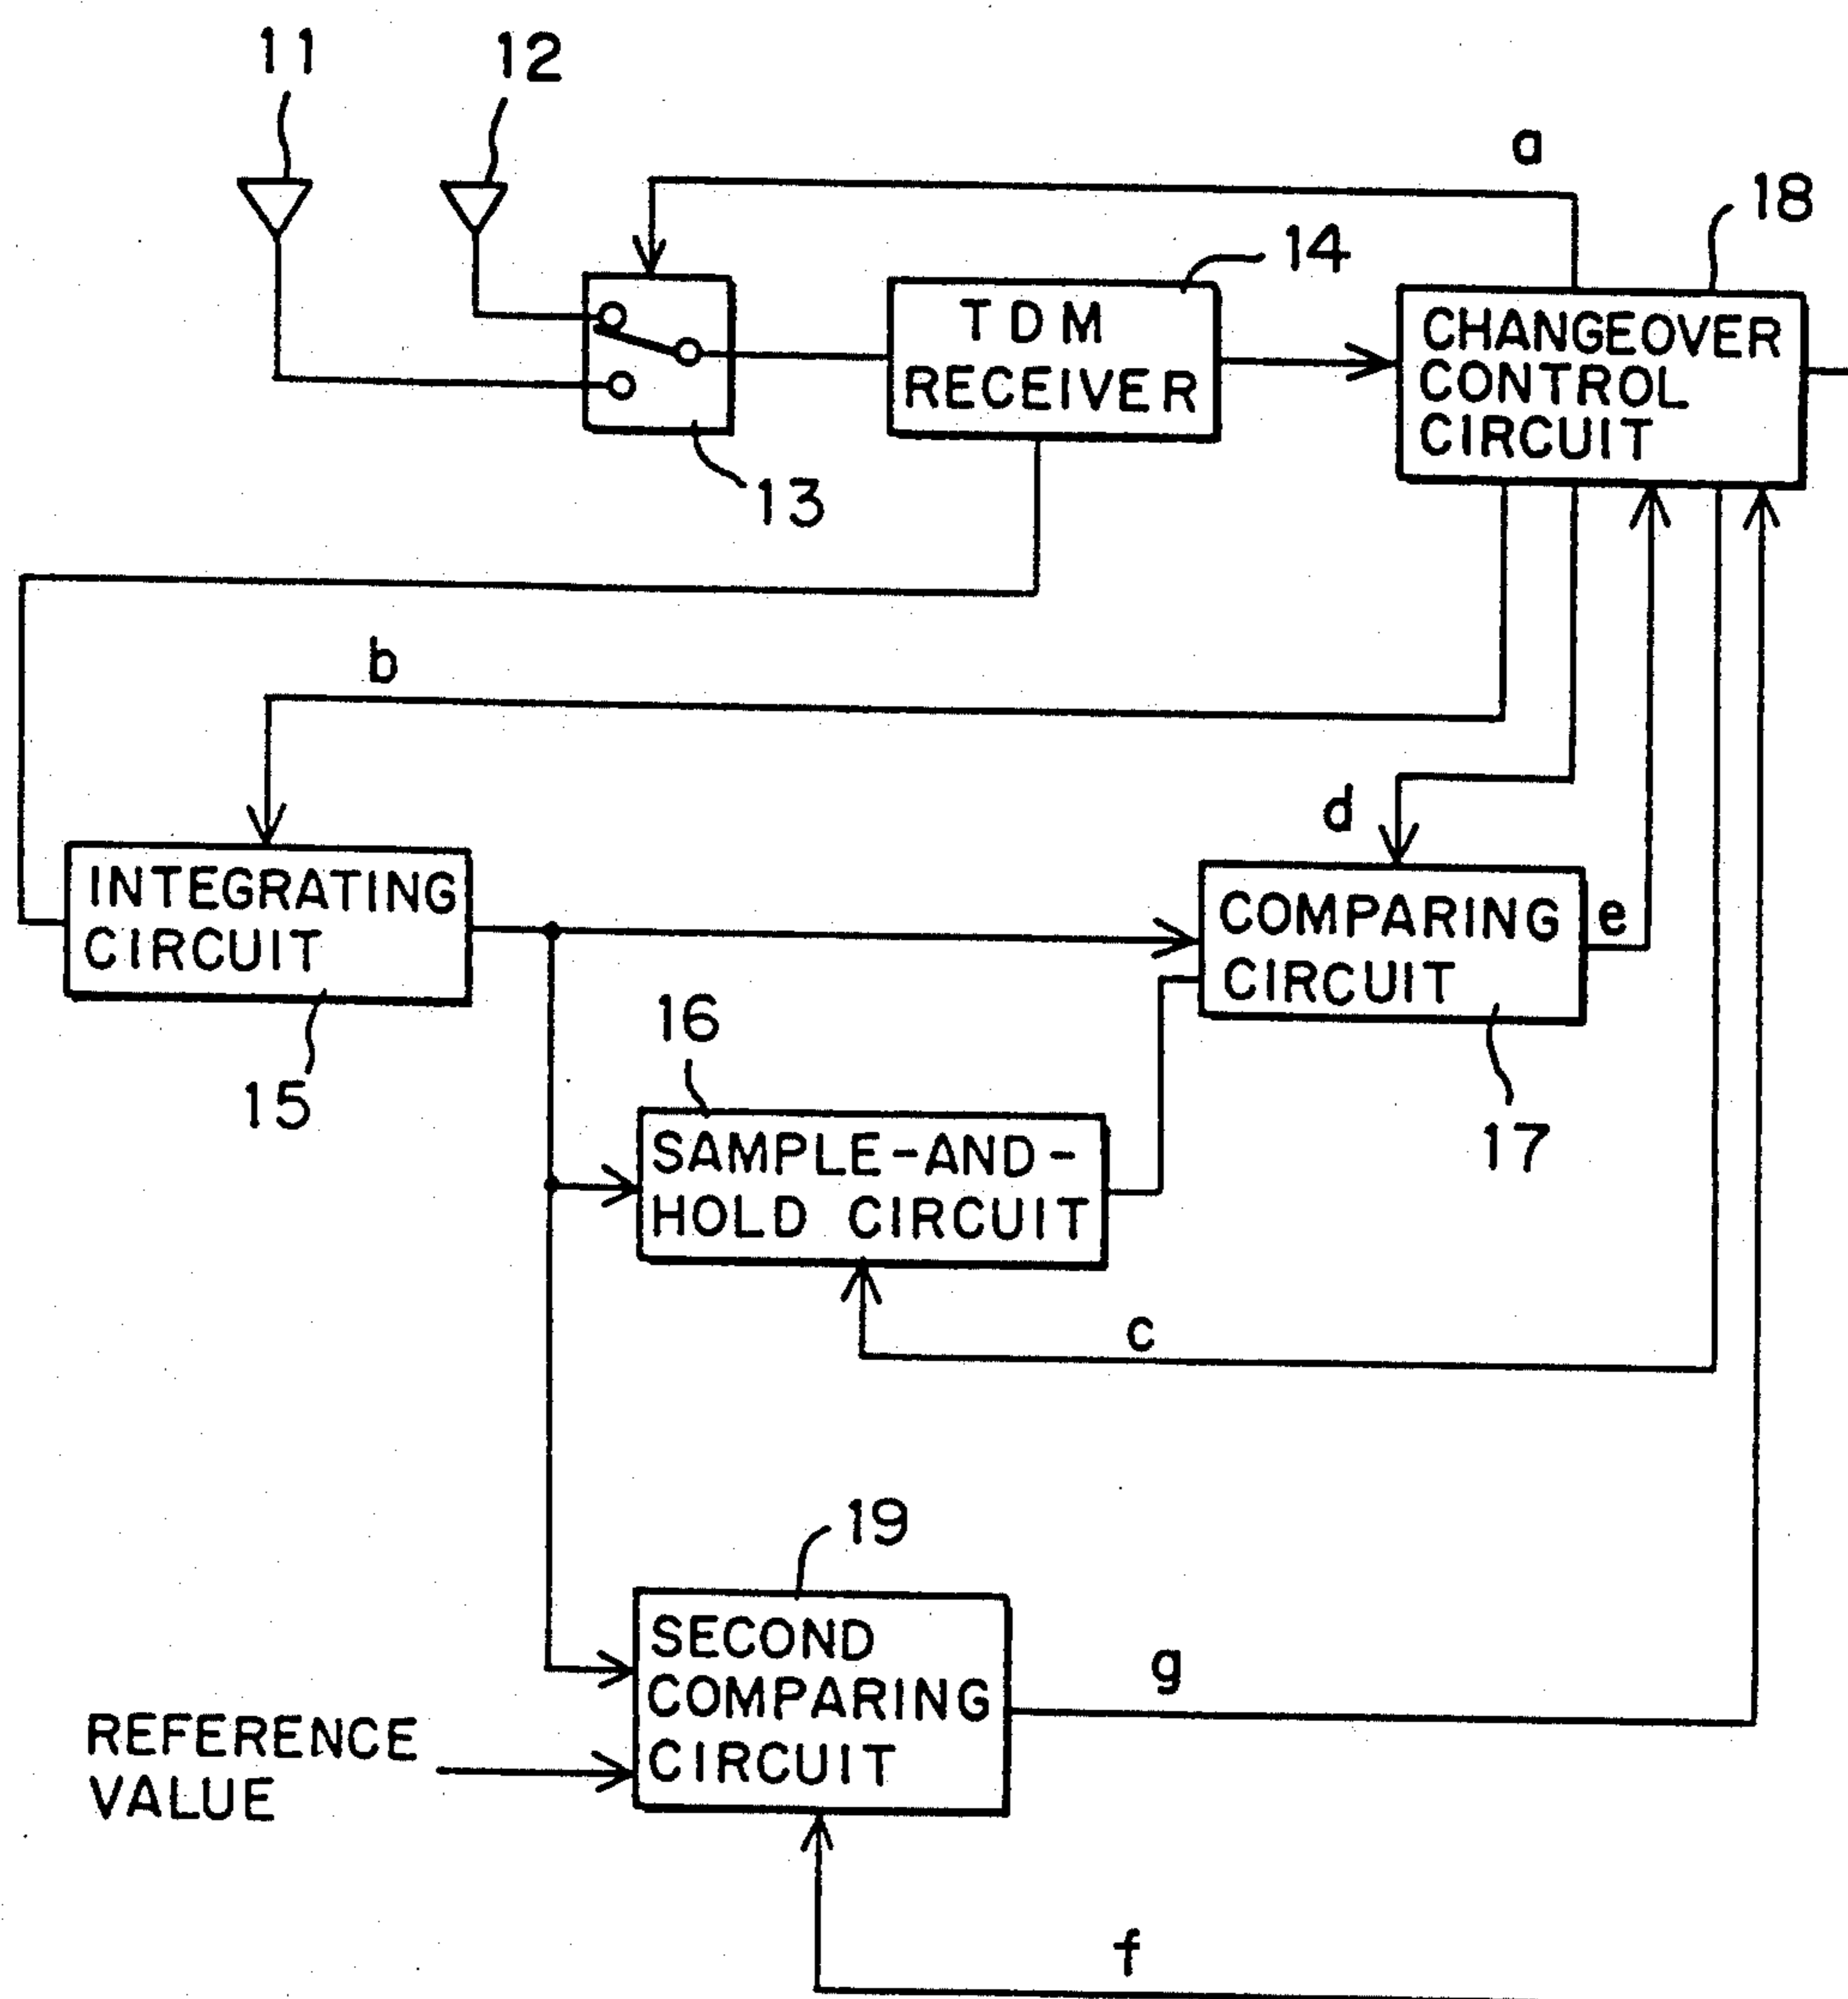 11
12
a
18
14
TDM
RECEIVER
CHANGEOVER
CONTROL
CIRCUIT
13
b
d
INTEGRATING
CIRCUIT
COMPARING
CIRCUIT
e
16
15
17
SAMPLE-AND-
HOLD CIRCUIT
c
19
SECOND
COMPARING
CIRCUIT
g
REFERENCE
VALUE
f